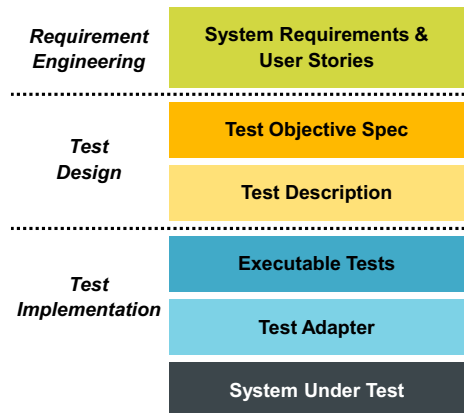 Requirement
Engineering
System Requirements &
User Stories
Test
Design
Test Objective Spec
Test Description
Test
Implementation
Executable Tests
Test Adapter
System Under Test